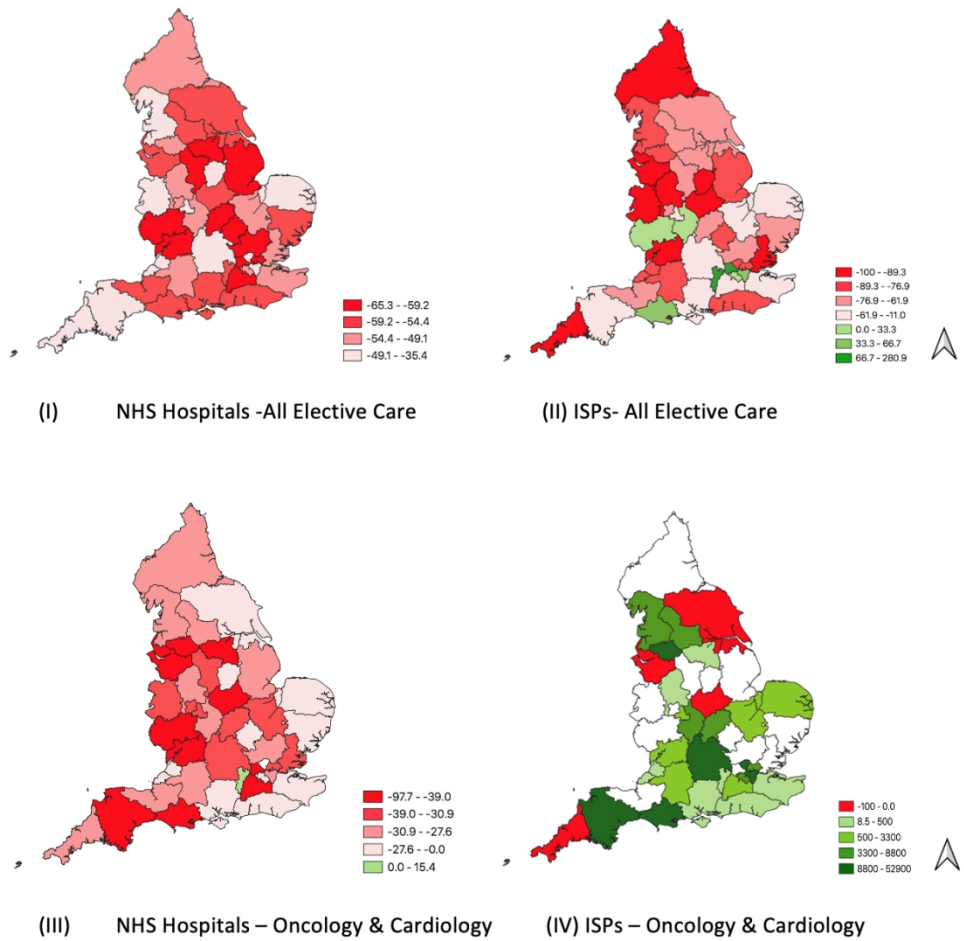 -65.3 - -59.2
-59.2 - -54.4
-54.4 - -49.1
-49.1 - -35.4
-100 - -89.3
-89.3 - -76.9
-76.9 - -61.9
-61.9 - -11.0
0.0 - 33.3
33.3 - 66.7
66.7 - 280.9
(I) NHS Hospitals -All Elective Care
(II) ISPs- All Elective Care
-97.7 - -39.0
-39.0 - -30.9
-30.9 - -27.6
-27.6 - -0.0
0.0 - 15.4
-100 - 0.0
8.5 - 500
500 - 3300
3300 - 8800
8800 - 52900
(III) NHS Hospitals – Oncology & Cardiology
(IV) ISPs – Oncology & Cardiology